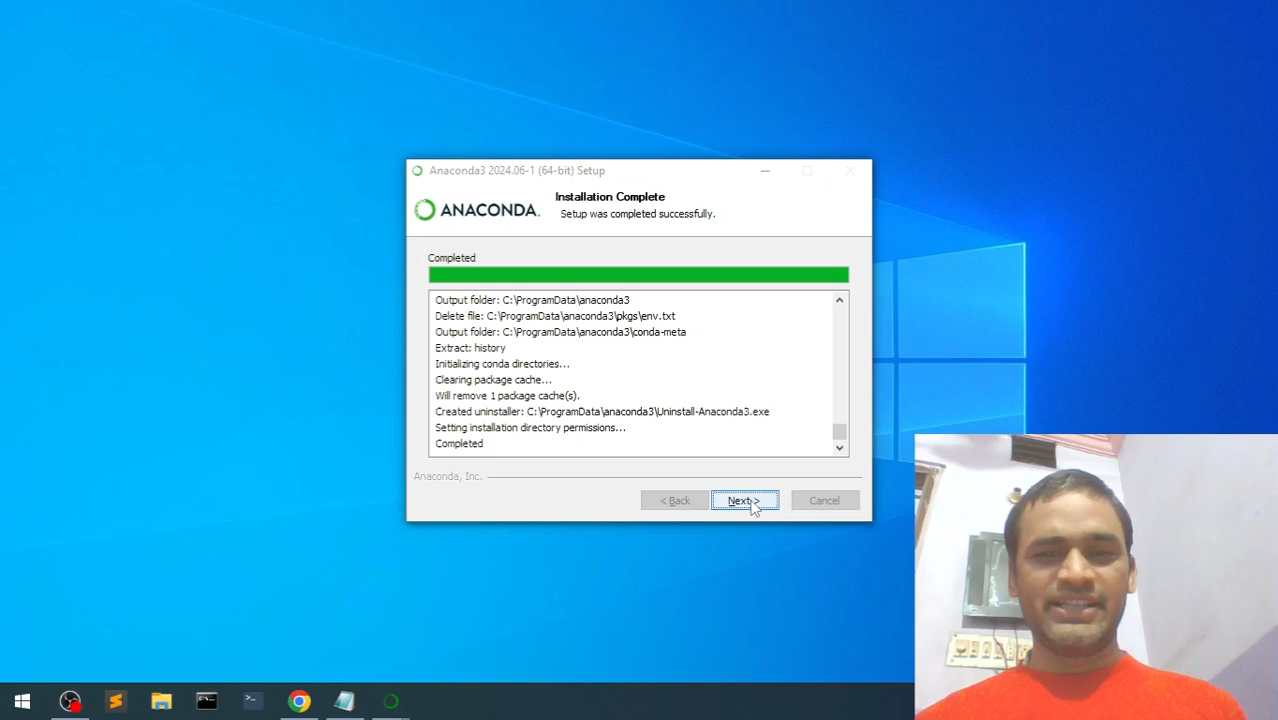 Anaconda3 2024.06-1 (64-bit) Setup
ANACONDA.
Installation Complete
Setup was completed successfully.
Completed
Output folder: C:\ProgramData\anaconda3
Delete file: C:\ProgramData\anaconda3\pkgs\env.txt
Output folder: C:\ProgramData\anaconda3\conda-meta
Extract: history
Initializing conda directories...
Clearing package cache...
Will remove 1 package cache(s).
Created uninstaller: C:\ProgramData\anaconda3\Uninstall-Anaconda3.exe
Setting installation directory permissions...
Completed
Anaconda, Inc.
< Back Next > Cancel